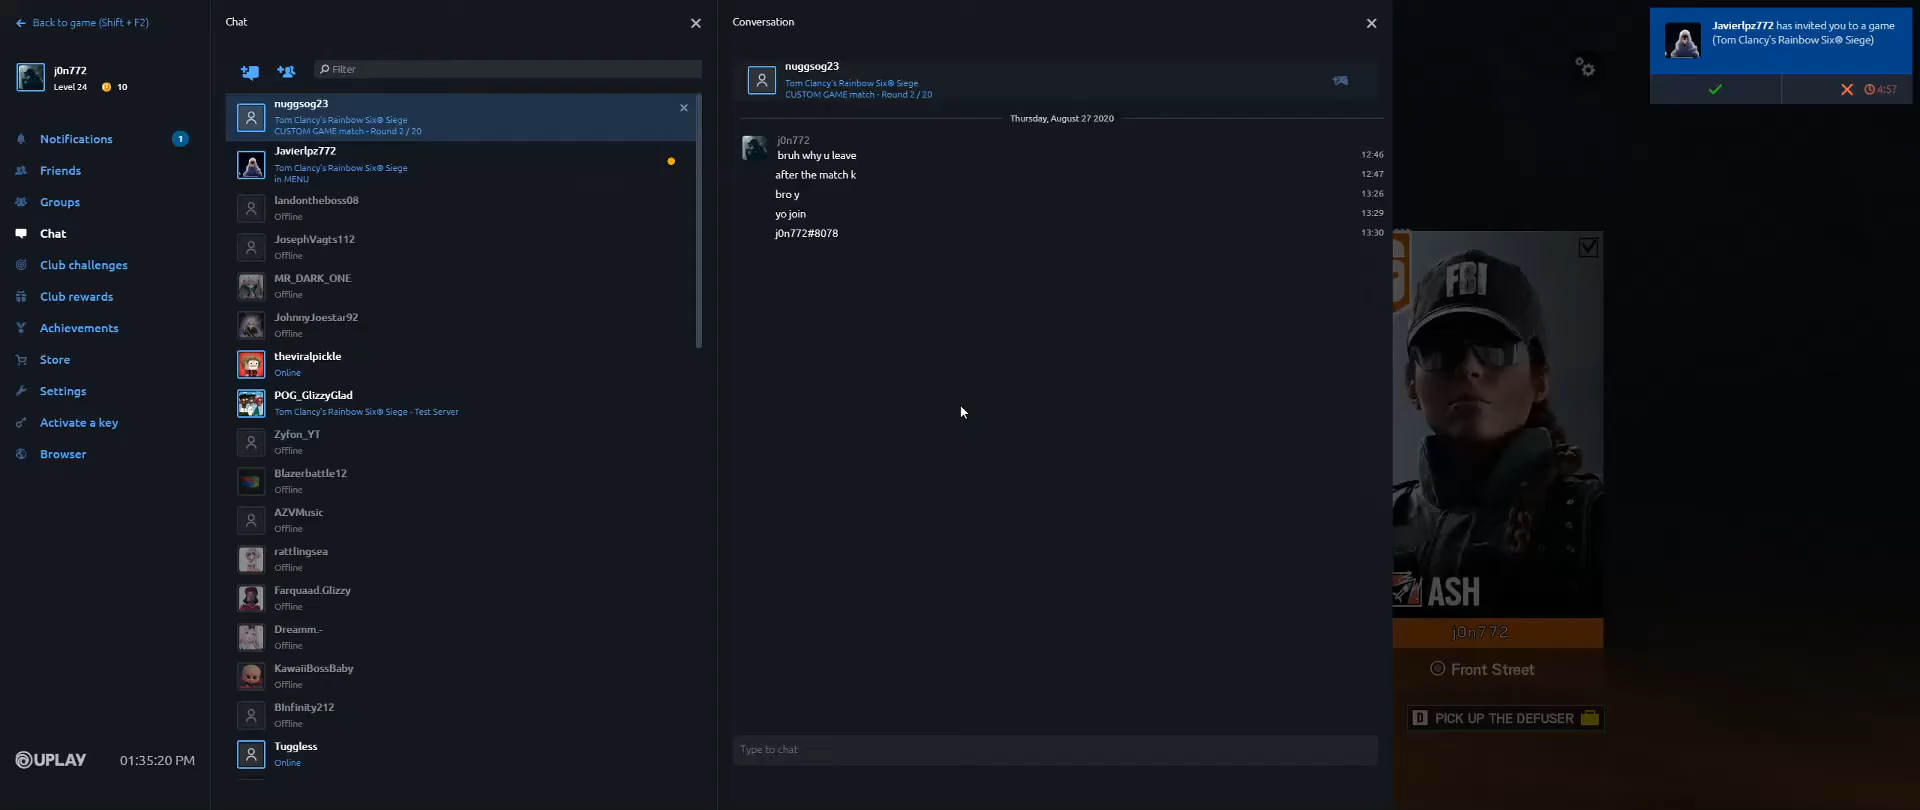 Back to game (Shift + F2)
j0n772
Level 24 10
Notifications 1
Friends
Groups
Chat
Club challenges
Club rewards
Achievements
Store
Settings
Activate a key
Browser
UPLAY 01:35:20 PM
Chat
Filter
nuggsog23
Tom Clancy's Rainbow Six® Siege
CUSTOM GAME match - Round 2 / 20
Javierlpz772
Tom Clancy's Rainbow Six® Siege
in MENU
landontheboss08
Offline
JosephVagts112
Offline
MR_DARK_ONE
Offline
JohnnyJoestar92
Offline
theviralpickle
Online
POG_GlizzyGlad
Tom Clancy's Rainbow Six® Siege - Test Server
Zyfon_YT
Offline
Blazerbattle12
Offline
AZVMusic
Offline
rattlingsea
Offline
Farquaad.Glizzy
Offline
Dreamm.-
Offline
KawaiiBossBaby
Offline
BInfinity212
Offline
Tuggless
Online
Conversation
nuggsog23
Tom Clancy's Rainbow Six® Siege
CUSTOM GAME match - Round 2 / 20
Thursday, August 27 2020
j0n772
bruh why u leave 12:46
after the match k 12:47
bro y 13:26
yo join 13:29
j0n772#8078 13:30
Type to chat
Javierlpz772 has invited you to a game
(Tom Clancy's Rainbow Six® Siege)
4:57
FBI
ASH
j0n772
Front Street
D PICK UP THE DEFUSER